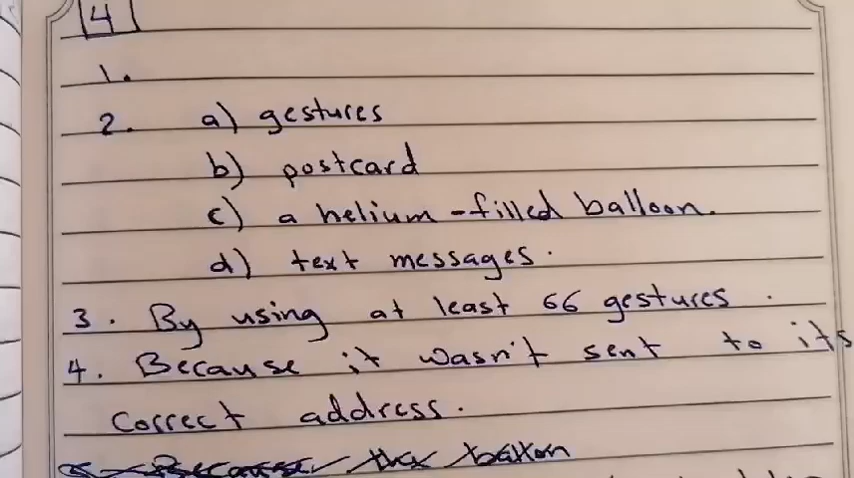 4
1.
2. a) gestures
b) postcard
c) a helium-filled balloon.
d) text messages.
3. By using at least 66 gestures.
4. Because it wasn't sent to its
correct address.
Because the